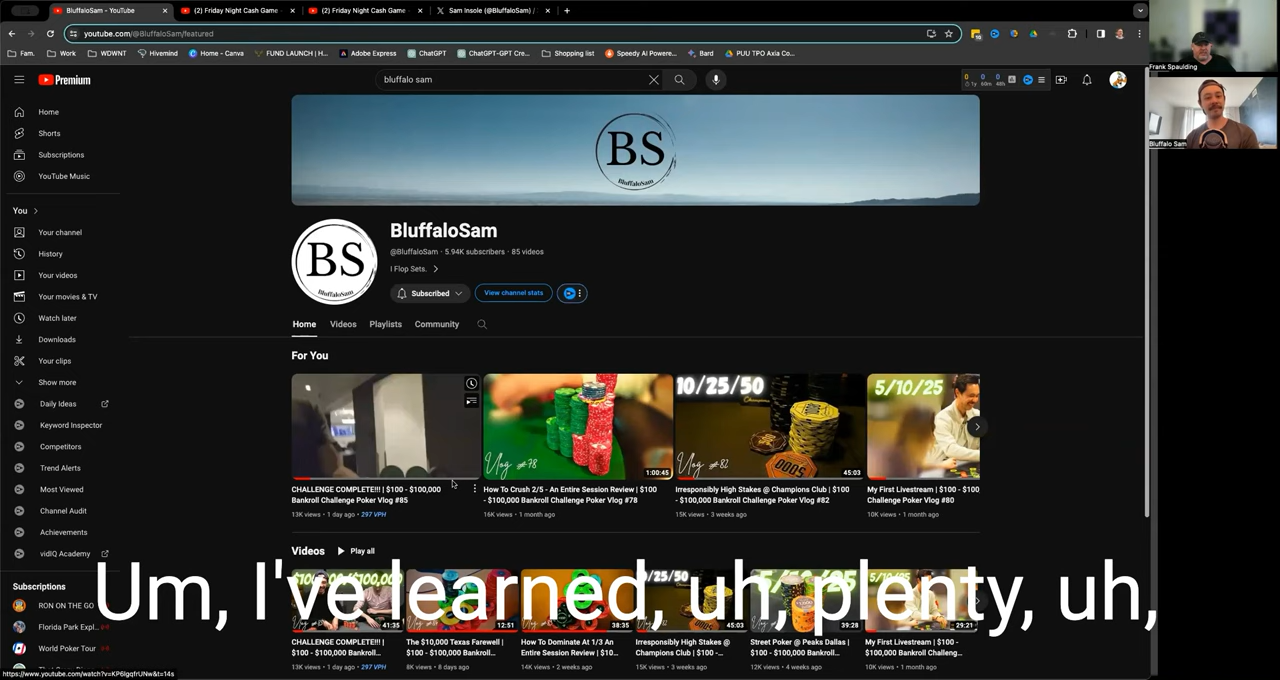 BluffaloSam - YouTube
(2) Friday Night Cash Game
(2) Friday Night Cash Game
Sam Insole (@BluffaloSam) /
youtube.com/@BluffaloSam/featured
Fam.
Work
WDWNT
Hivemind
Home - Canva
FUND LAUNCH | H...
Adobe Express
ChatGPT
ChatGPT-GPT Cre...
Shopping list
Speedy AI Powere...
Bard
PUU TPO Axia Co...
Frank Spaulding
Bluffalo Sam
Premium
bluffalo sam
0 0 0
1y 60m 48h
Home
Shorts
Subscriptions
YouTube Music
You
Your channel
History
Your videos
Your movies & TV
Watch later
Downloads
Your clips
Show more
Daily Ideas
Keyword Inspector
Competitors
Trend Alerts
Most Viewed
Channel Audit
Achievements
vidIQ Academy
Subscriptions
RON ON THE GO
Florida Park Expl...
World Poker Tour
BS
BluffaloSam
BS
BluffaloSam
BluffaloSam
@BluffaloSam · 5.94K subscribers · 85 videos
I Flop Sets.
Subscribed
View channel stats
Home
Videos
Playlists
Community
For You
Vlog #78
1:00:45
10/25/50
Vlog #82
45:03
5/10/25
CHALLENGE COMPLETE!!! | $100 - $100,000
Bankroll Challenge Poker Vlog #85
13K views · 1 day ago · 297 VPH
How To Crush 2/5 - An Entire Session Review | $100
- $100,000 Bankroll Challenge Poker Vlog #78
16K views · 1 month ago
Irresponsibly High Stakes @ Champions Club | $100
- $100,000 Bankroll Challenge Poker Vlog #82
15K views · 3 weeks ago
My First Livestream | $100 - $100
Bankroll Challenge Poker Vlog #80
10K views · 1 month ago
Videos
Play all
Um, I've learned, uh, plenty, uh,
41:35
12:51
38:35
45:03
39:28
29:21
CHALLENGE COMPLETE!!! |
$100 - $100,000 Bankroll...
13K views · 1 day ago · 297 VPH
The $10,000 Texas Farewell |
$100 - $100,000 Bankroll...
8K views · 8 days ago
How To Dominate At 1/3 An
Entire Session Review | $10...
14K views · 2 weeks ago
Irresponsibly High Stakes @
Champions Club | $100 -...
15K views · 3 weeks ago
Street Poker @ Peaks Dallas |
$100 - $100,000 Bankroll...
12K views · 4 weeks ago
My First Livestream | $100 -
$100,000 Bankroll Challeng...
10K views · 1 month ago
https://www.youtube.com/watch?v=KP6IgqfrUNw&t=14s